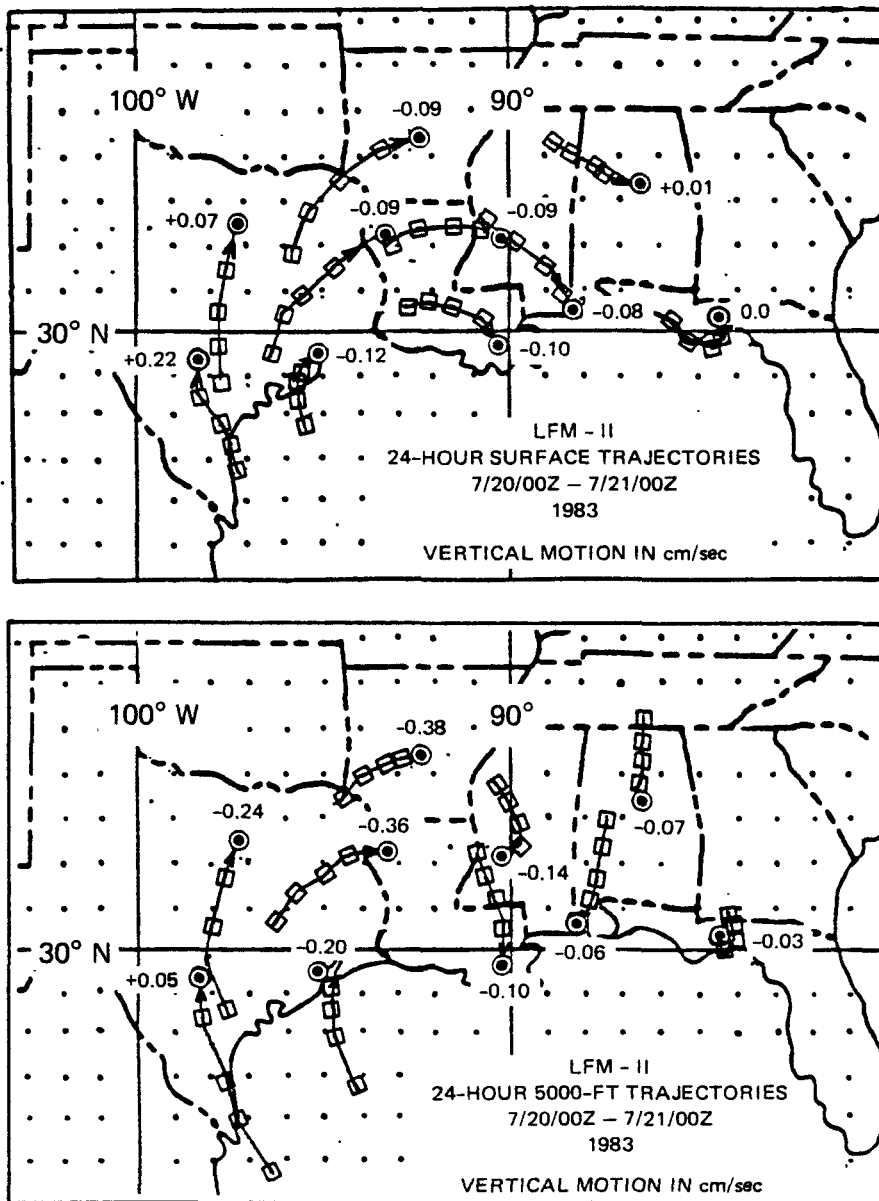 100° W
90°
-0.09
+0.01
+0.07
-0.09
-0.09
30° N
-0.08
0.0
+0.22
-0.12
-0.10
LFM - II
24-HOUR SURFACE TRAJECTORIES
7/20/00Z - 7/21/00Z
1983
VERTICAL MOTION IN cm/sec
100° W
90°
-0.38
-0.24
-0.36
-0.07
-0.14
30° N
-0.20
-0.06
-0.03
+0.05
-0.10
LFM - II
24-HOUR 5000-FT TRAJECTORIES
7/20/00Z - 7/21/00Z
1983
VERTICAL MOTION IN cm/sec